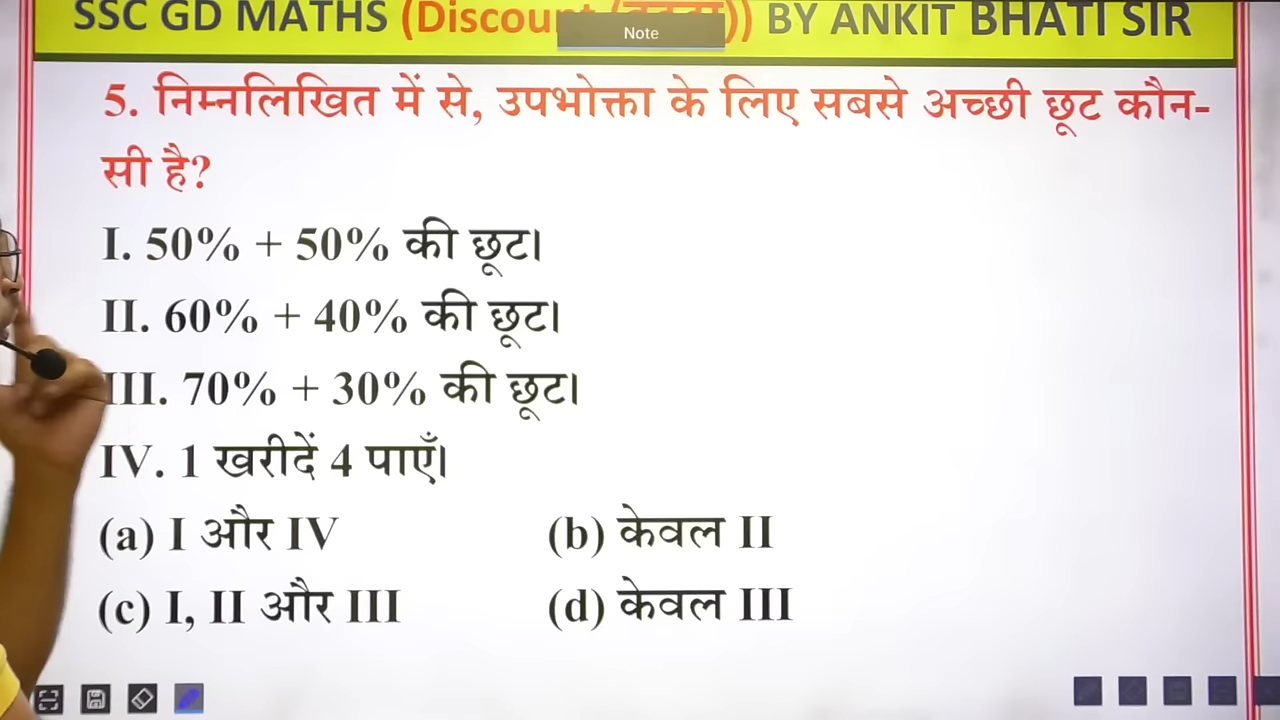 SSC GD MATHS (Discount )) BY ANKIT BHATI SIR
Note
5. निम्नलिखित में से, उपभोक्ता के लिए सबसे अच्छी छूट कौन-
सी है?
I. 50% + 50% की छूट।
II. 60% + 40% की छूट।
III. 70% + 30% की छूट।
IV. 1 खरीदें 4 पाएँ।
(a) I और IV
(b) केवल II
(c) I, II और III
(d) केवल III